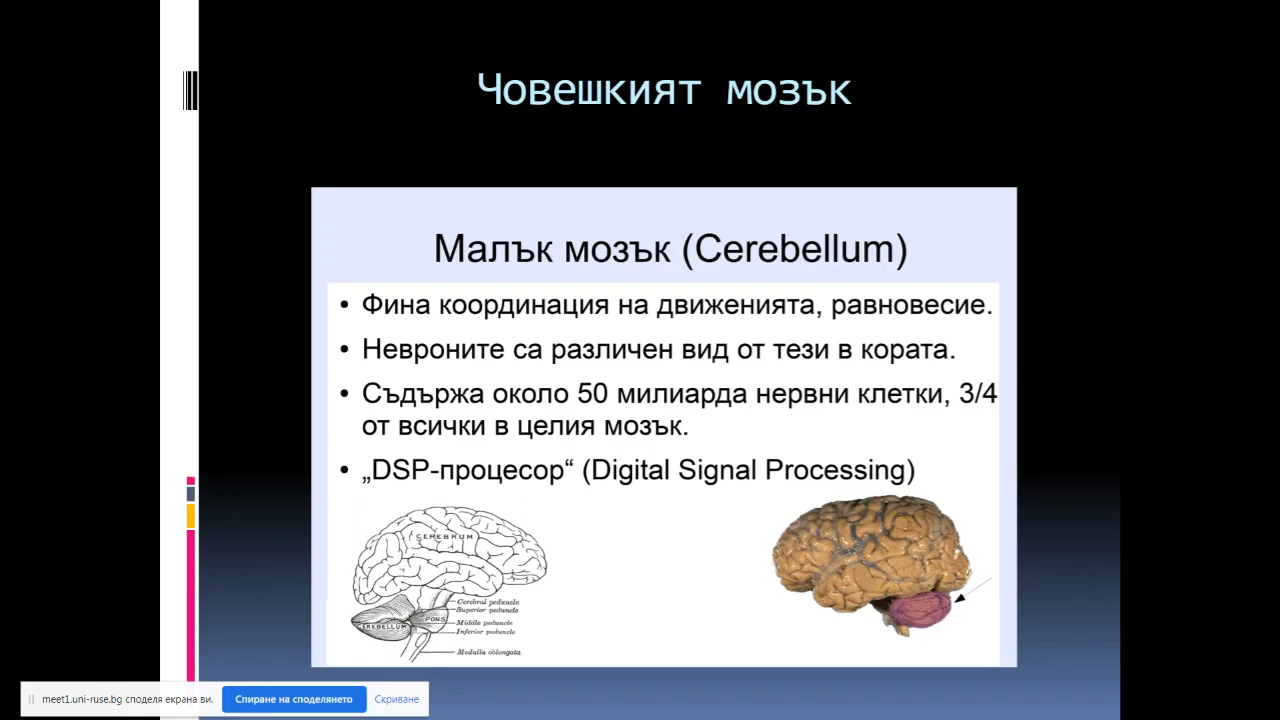 Човешкият мозък
Малък мозък (Cerebellum)
• Фина координация на движенията, равновесие.
• Невроните са различен вид от тези в кората.
• Съдържа около 50 милиарда нервни клетки, 3/4
от всички в целия мозък.
• „DSP-процесор“ (Digital Signal Processing)
CEREBRUM
Cerebral peduncle
Superior peduncle
PONS
CEREBELLUM
Middle peduncle
Inferior peduncle
Medulla oblongata.
meet1.uni-ruse.bg споделя екрана ви.
Спиране на споделянето
Скриване